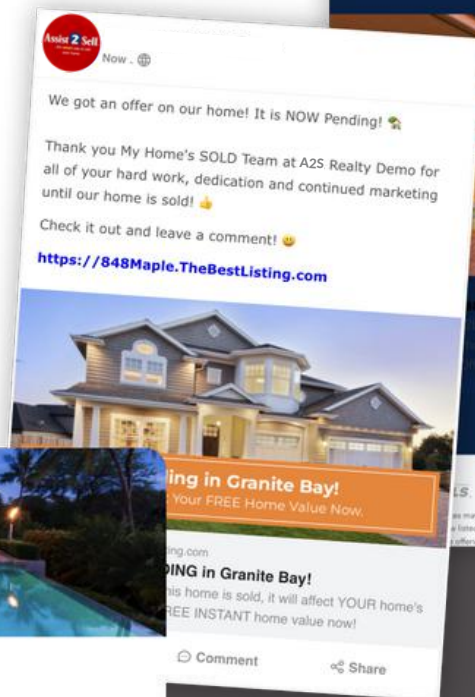 Assist 2 Sell
Now .
We got an offer on our home! It is NOW Pending! 🏡
Thank you My Home's SOLD Team at A2S Realty Demo for
all of your hard work, dedication and continued marketing
until our home is sold! 👍
Check it out and leave a comment! 😃
https://848Maple.TheBestListing.com
ing in Granite Bay!
Your FREE Home Value Now.
ing.com
DING in Granite Bay!
his home is sold, it will affect YOUR home's
REE INSTANT home value now!
Comment
Share